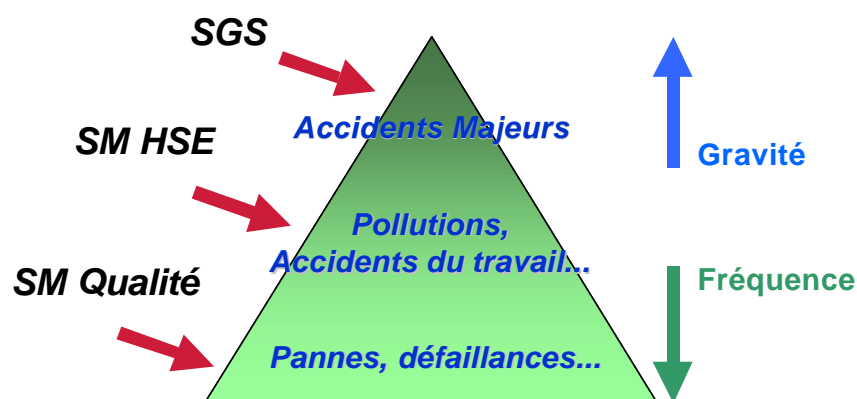 SGS
Accidents Majeurs
SM HSE
Gravité
Pollutions,
Accidents du travail...
SM Qualité
Fréquence
Pannes, défaillances...